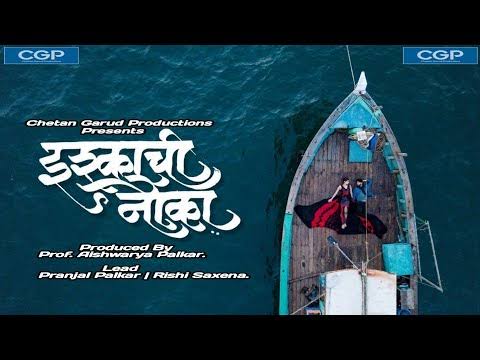 CGP
CGP
Chetan Garud Productions
Presents
इश्काची
नौका
Produced By
Prof. Aishwarya Palkar.
Lead
Pranjal Palkar | Rishi Saxena.